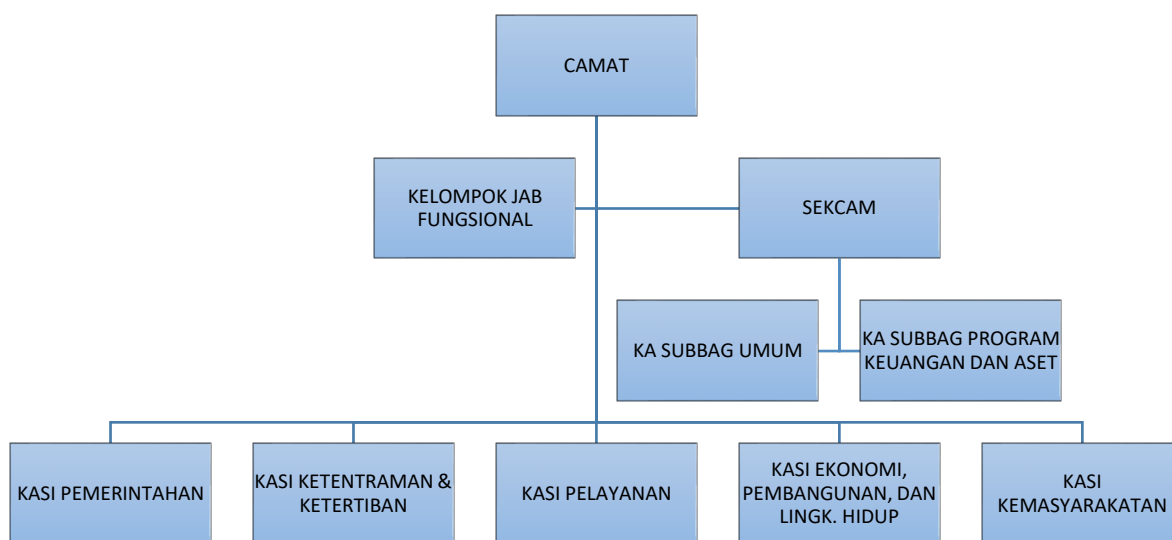 CAMAT
KELOMPOK JAB
FUNGSIONAL
SEKCAM
KA SUBBAG UMUM
KA SUBBAG PROGRAM
KEUANGAN DAN ASET
KASI PEMERINTAHAN
KASI KETENTRAMAN &
KETERTIBAN
KASI PELAYANAN
KASI EKONOMI,
PEMBANGUNAN, DAN
LINGK. HIDUP
KASI
KEMASYARAKATAN